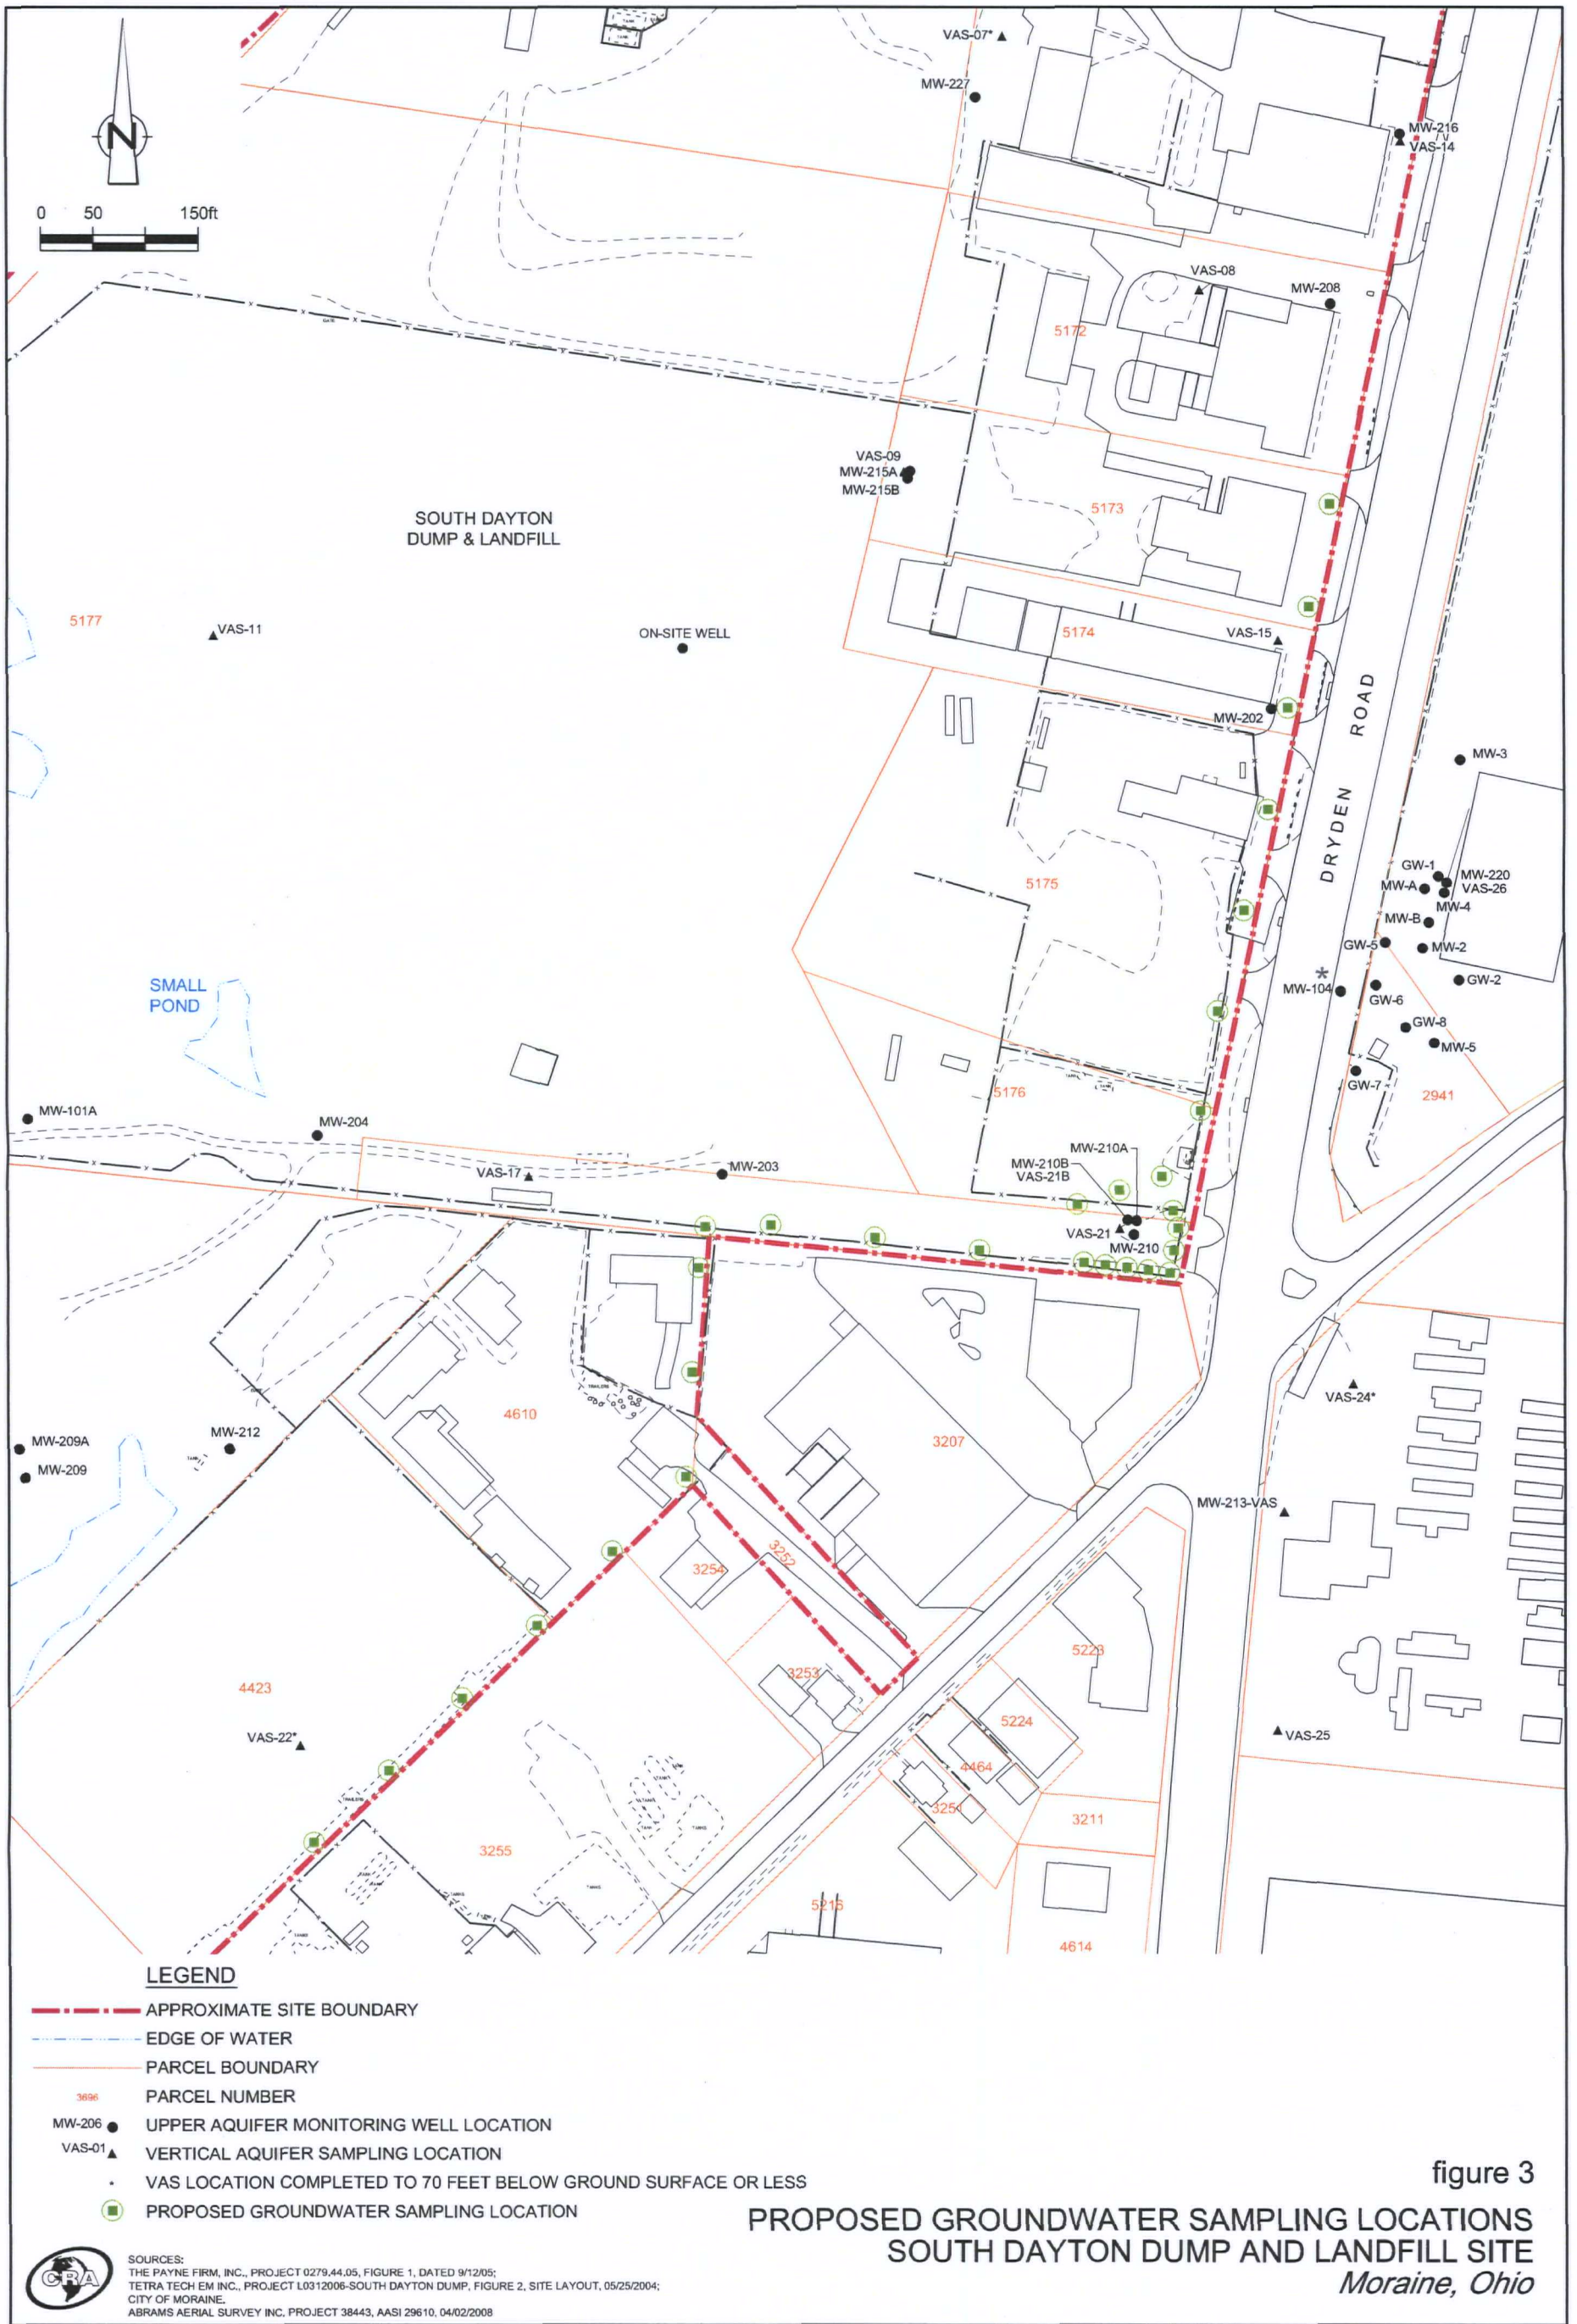 N
0 50 150ft
VAS-07*
MW-227
MW-216
VAS-14
VAS-08
MW-208
5172
GATE
VAS-09
MW-215A
MW-215B
SOUTH DAYTON
DUMP & LANDFILL
5173
5177
VAS-11
ON-SITE WELL
5174
VAS-15
MW-202
DRYDEN ROAD
MW-3
GW-1
MW-220
MW-A
VAS-26
MW-4
MW-B
5175
GW-5
MW-2
*
MW-104
GW-2
GW-6
SMALL
POND
GW-8
MW-5
GW-7
5176
2941
MW-101A
MW-204
MW-210A
MW-210B
VAS-21B
VAS-17
MW-203
VAS-21
MW-210
TRAILERS
VAS-24*
4610
3207
MW-209A
MW-212
MW-209
TANK
MW-213-VAS
3252
3254
5223
3253
4423
5224
VAS-22*
VAS-25
4464
TRAILERS
325
3211
3255
TANKS
5216
4614
LEGEND
APPROXIMATE SITE BOUNDARY
EDGE OF WATER
PARCEL BOUNDARY
3696 PARCEL NUMBER
MW-206 UPPER AQUIFER MONITORING WELL LOCATION
VAS-01 VERTICAL AQUIFER SAMPLING LOCATION
VAS LOCATION COMPLETED TO 70 FEET BELOW GROUND SURFACE OR LESS
PROPOSED GROUNDWATER SAMPLING LOCATION
figure 3
PROPOSED GROUNDWATER SAMPLING LOCATIONS
SOUTH DAYTON DUMP AND LANDFILL SITE
Moraine, Ohio
CRA
SOURCES:
THE PAYNE FIRM, INC., PROJECT 0279.44.05, FIGURE 1, DATED 9/12/05;
TETRA TECH EM INC., PROJECT L0312006-SOUTH DAYTON DUMP, FIGURE 2, SITE LAYOUT, 05/25/2004;
CITY OF MORAINE.
ABRAMS AERIAL SURVEY INC, PROJECT 38443, AASI 29610, 04/02/2008